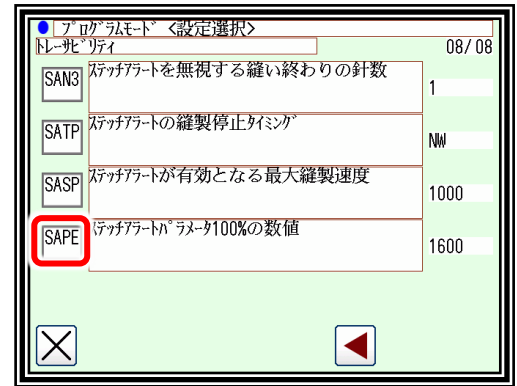 プログラムモード <設定選択>
トレーサビリティ 08/08
SAN3 ステッチアラートを無視する縫い終わりの針数 1
SATP ステッチアラートの縫製停止タイミング NW
SASP ステッチアラートが有効となる最大縫製速度 1000
SAPE ステッチアラートパラメータ100%の数値 1600